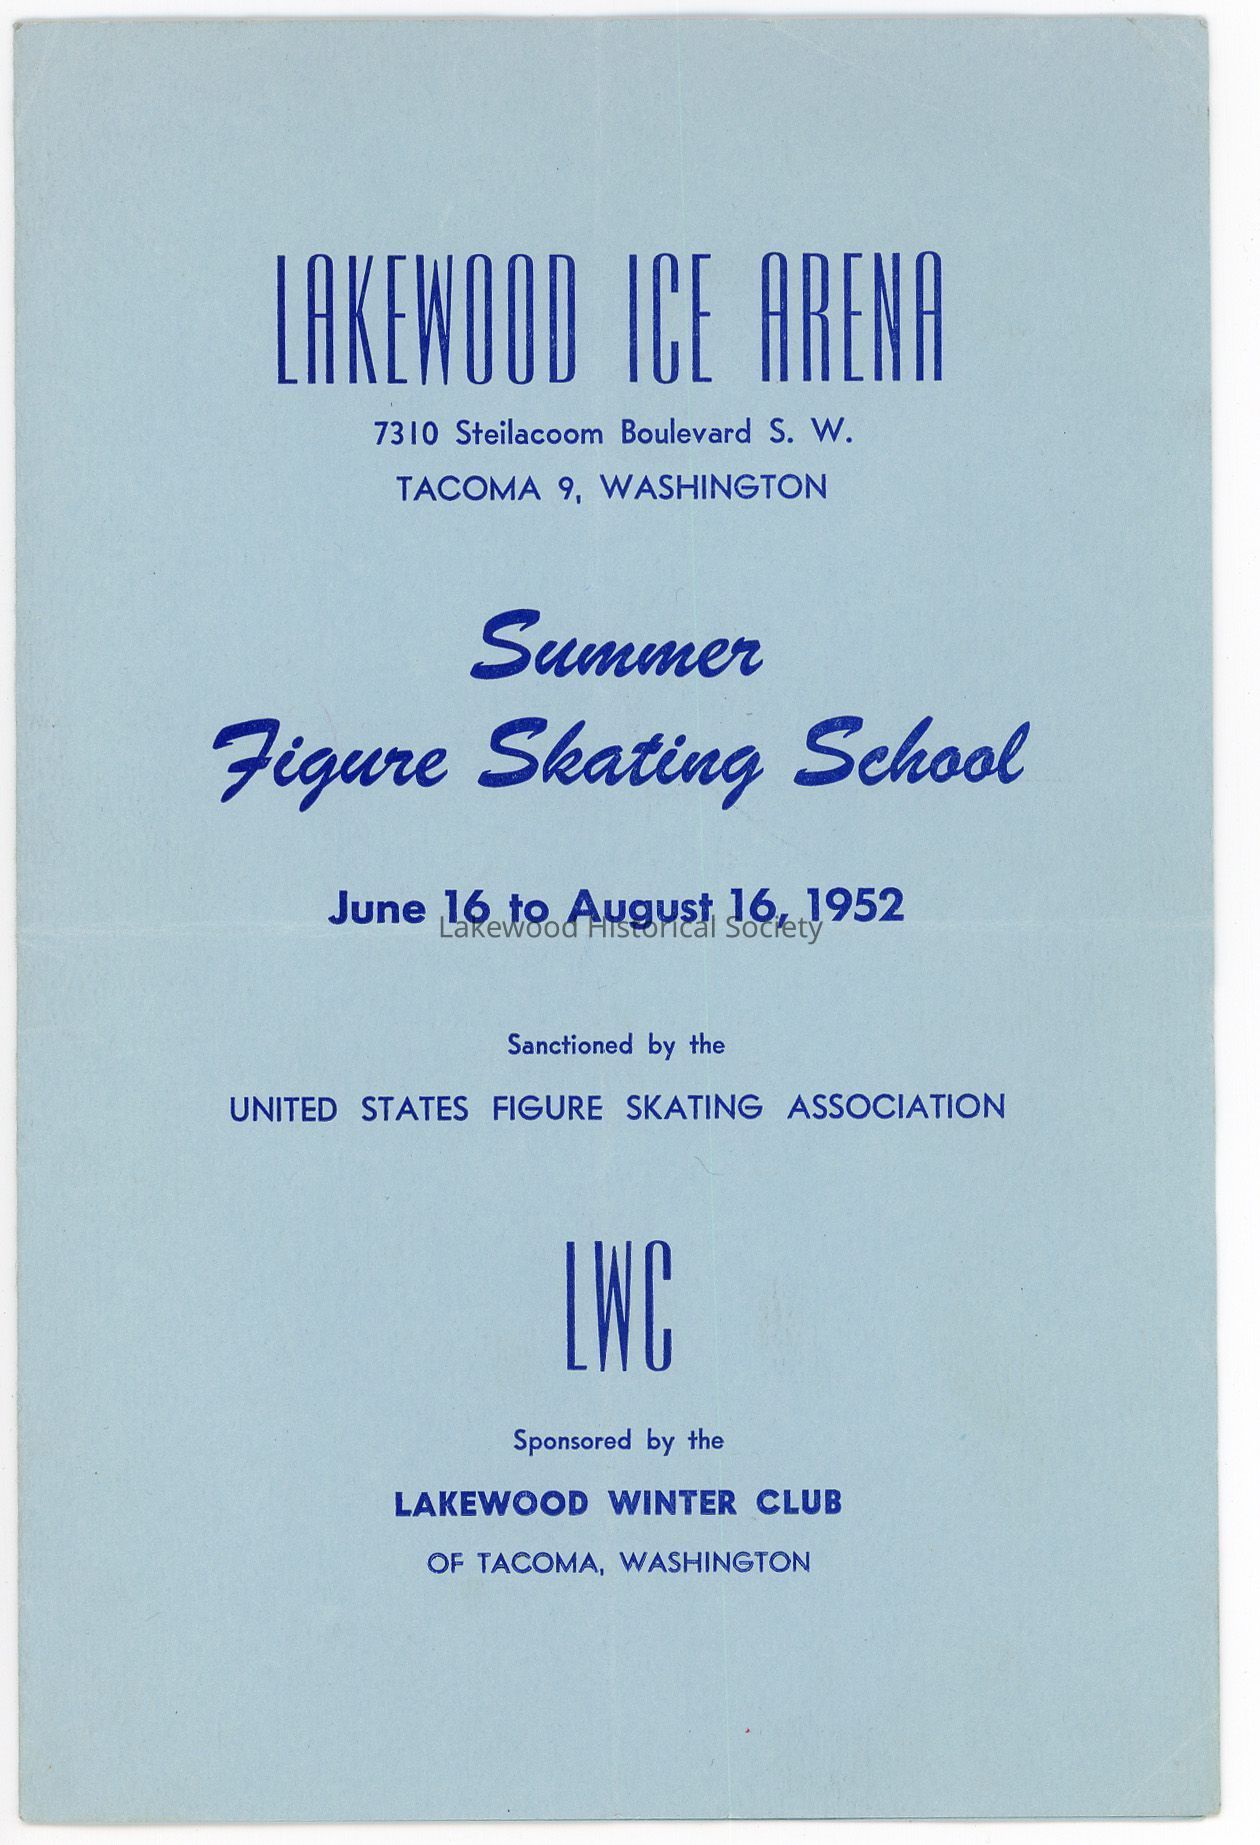 LAKEWOOD ICE ARENA
7310 Steilacoom Boulevard S. W.
TACOMA 9, WASHINGTON
Summer
Figure Skating School
June 16 to August 16, 1952
Lakewood Historical Society
Sanctioned by the
UNITED STATES FIGURE SKATING ASSOCIATION
LWC
Sponsored by the
LAKEWOOD WINTER CLUB
OF TACOMA, WASHINGTON